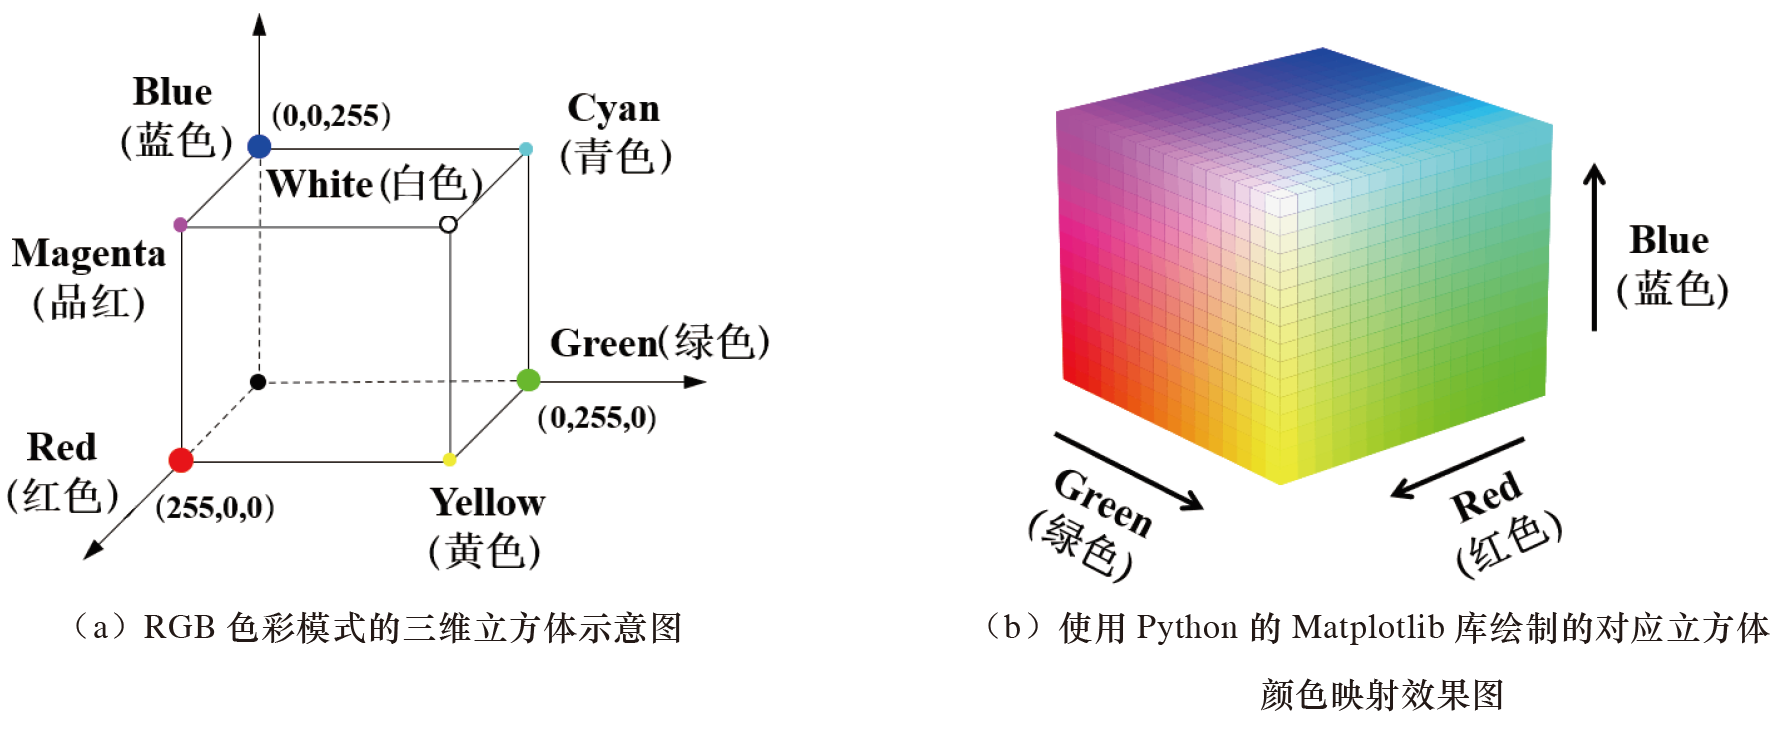 Blue
(蓝色)
(0,0,255)
Cyan
(青色)
White(白色)
Magenta
(品红)
Green(绿色)
(0,255,0)
Red
(红色)
(255,0,0)
Yellow
(黄色)
(a)RGB 色彩模式的三维立方体示意图
Blue
(蓝色)
Green
(绿色)
Red
(红色)
(b)使用 Python 的 Matplotlib 库绘制的对应立方体
颜色映射效果图